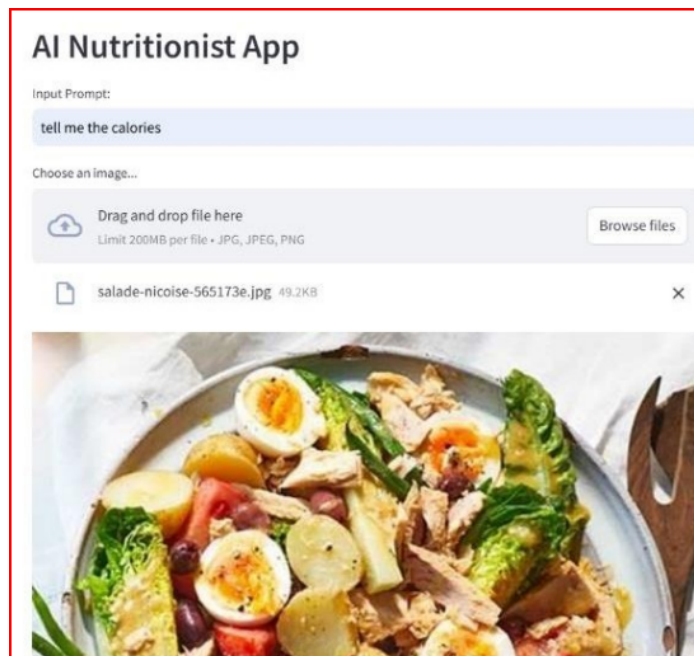 AI Nutritionist App
Input Prompt:
tell me the calories
Choose an image...
Drag and drop file here
Limit 200MB per file • JPG, JPEG, PNG
Browse files
salade-nicoise-565173e.jpg 49.2KB